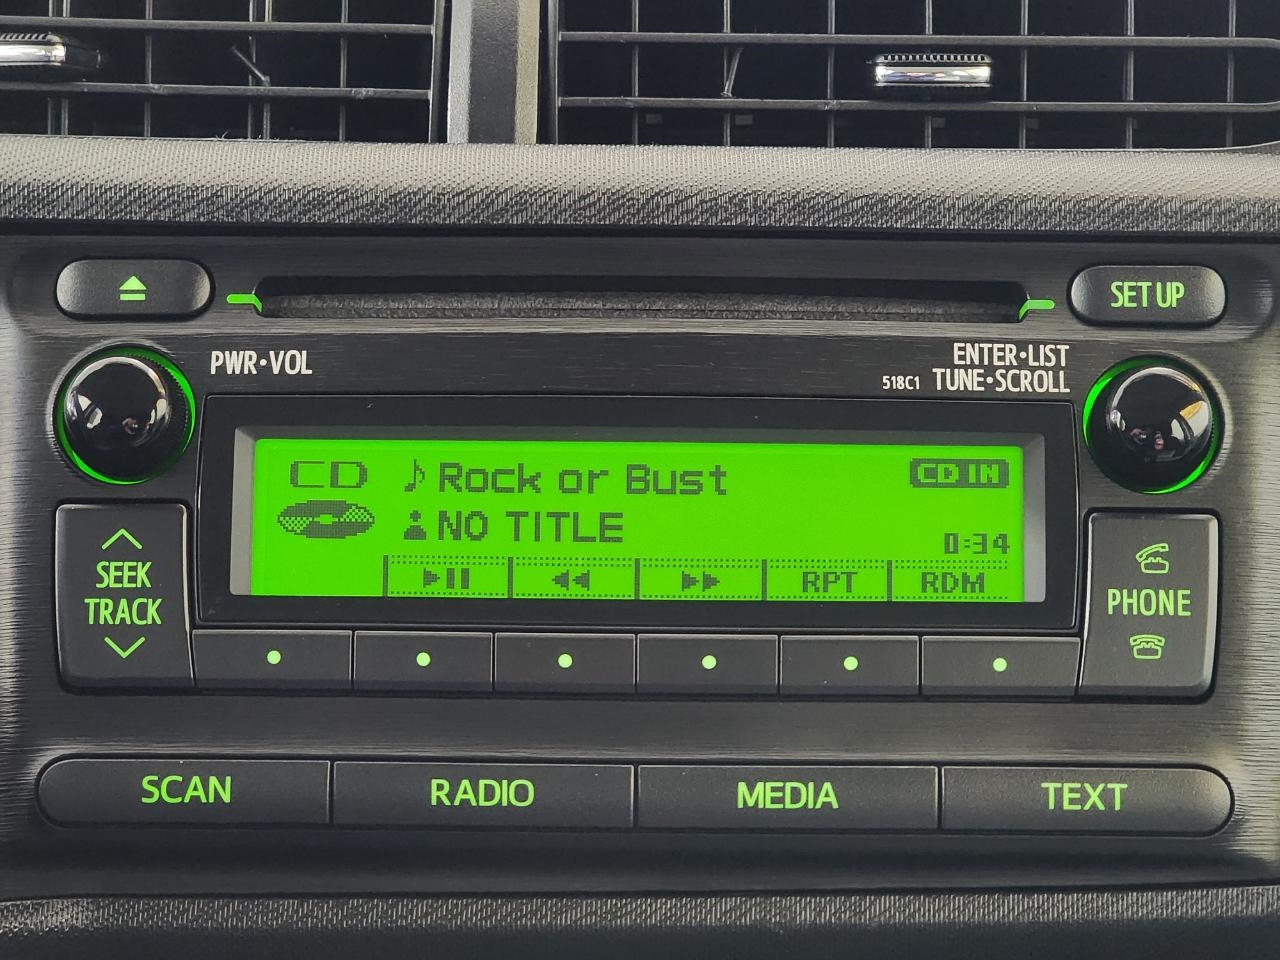 SET UP
PWR•VOL
ENTER•LIST
518C1 TUNE•SCROLL
CD Rock or Bust CD IN
NO TITLE
0:34
RPT RDM
SEEK
TRACK
PHONE
SCAN RADIO MEDIA TEXT